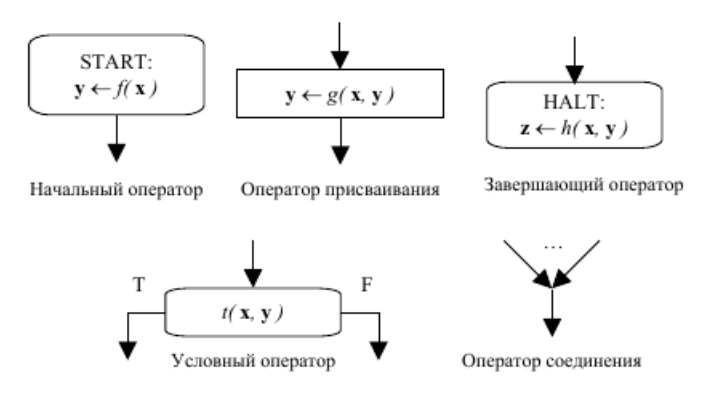 START:
y ← f( x )
Начальный оператор
y ← g( x, y )
Оператор присваивания
HALT:
z ← h( x, y )
Завершающий оператор
T
F
t( x, y )
Условный оператор
…
Оператор соединения